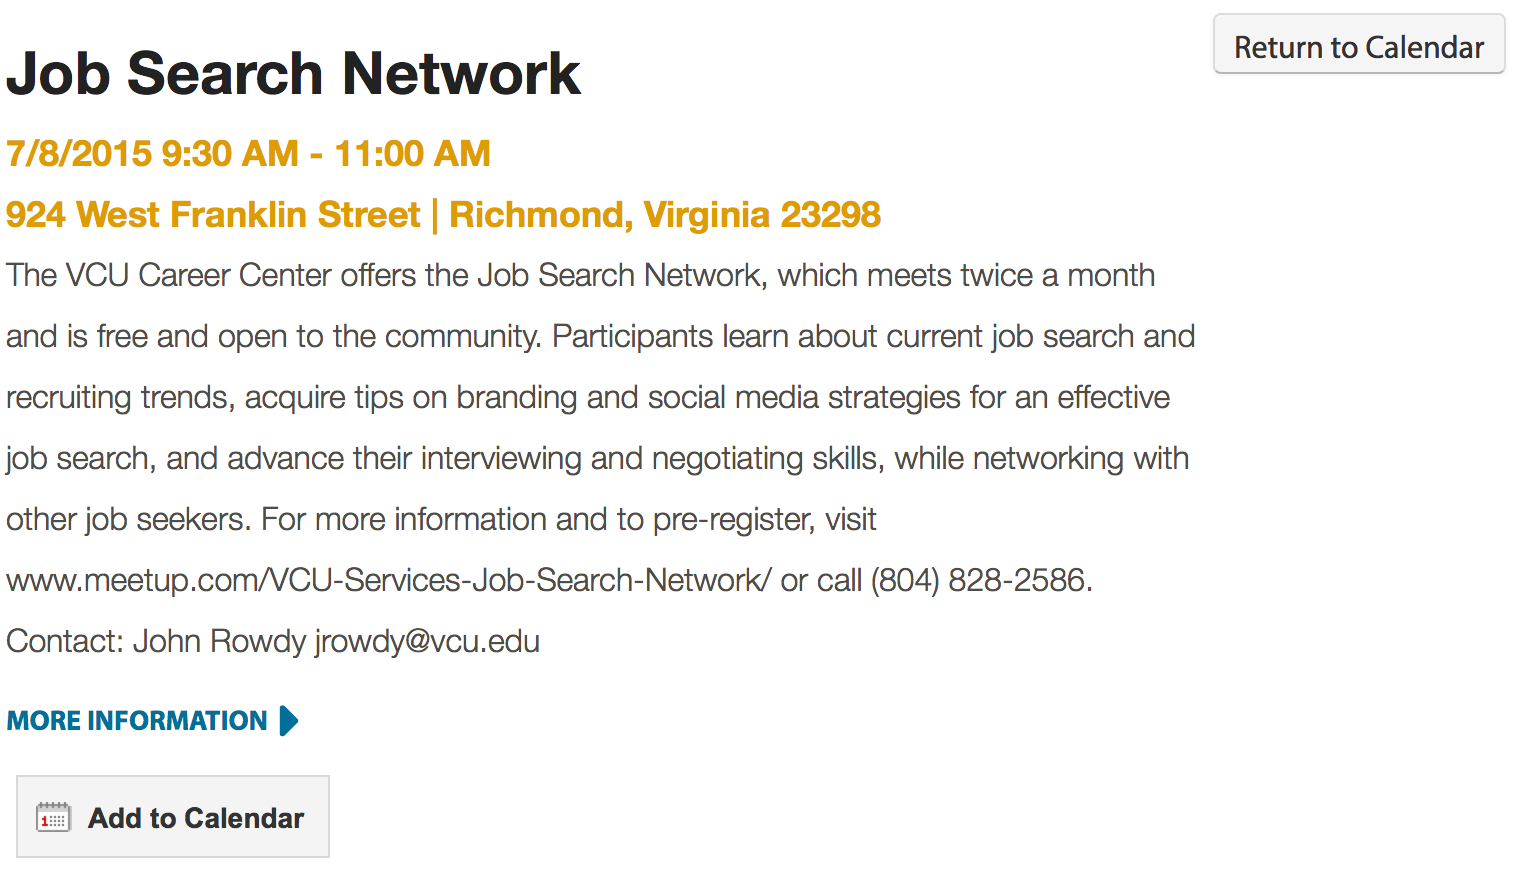 Return to Calendar
Job Search Network
7/8/2015 9:30 AM - 11:00 AM
924 West Franklin Street | Richmond, Virginia 23298
The VCU Career Center offers the Job Search Network, which meets twice a month
and is free and open to the community. Participants learn about current job search and
recruiting trends, acquire tips on branding and social media strategies for an effective
job search, and advance their interviewing and negotiating skills, while networking with
other job seekers. For more information and to pre-register, visit
www.meetup.com/VCU-Services-Job-Search-Network/ or call (804) 828-2586.
Contact: John Rowdy jrowdy@vcu.edu
MORE INFORMATION
1
Add to Calendar